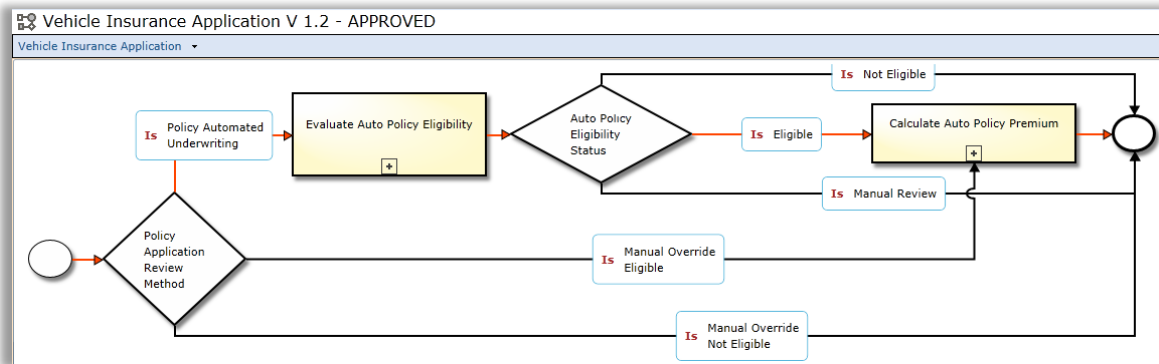 Vehicle Insurance Application V 1.2 - APPROVED
Vehicle Insurance Application
Is Not Eligible
Is Policy Automated
Underwriting
Evaluate Auto Policy Eligibility
+
Auto Policy
Eligibility
Status
Is Eligible
Calculate Auto Policy Premium
+
Is Manual Review
Policy
Application
Review
Method
Is Manual Override
Eligible
Is Manual Override
Not Eligible